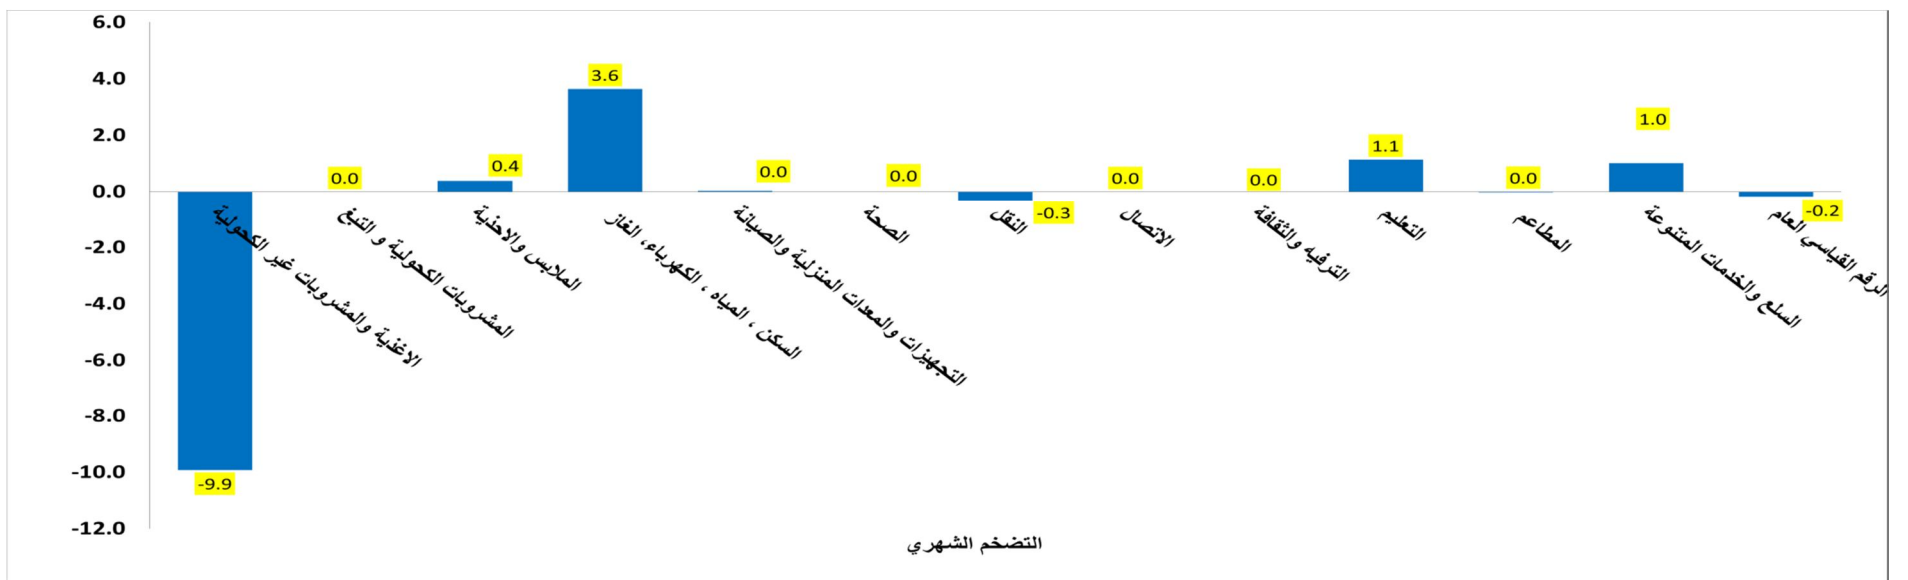 6.0
4.0
2.0
0.0
-2.0
-4.0
-6.0
-8.0
-10.0
-12.0
-9.9
0.0
0.4
3.6
0.0
0.0
-0.3
0.0
0.0
1.1
0.0
1.0
-0.2
الاغذية والمشروبات غير الكحولية
المشروبات الكحولية و التبغ
الملابس والاحذية
السكن ، المياه ، الكهرباء، الغاز
التجهيزات والمعدات المنزلية والصيانة
الصحة
النقل
الاتصال
الترفيه والثقافة
التعليم
المطاعم
السلع والخدمات المتنوعة
الرقم القياسي العام
التضخم الشهري